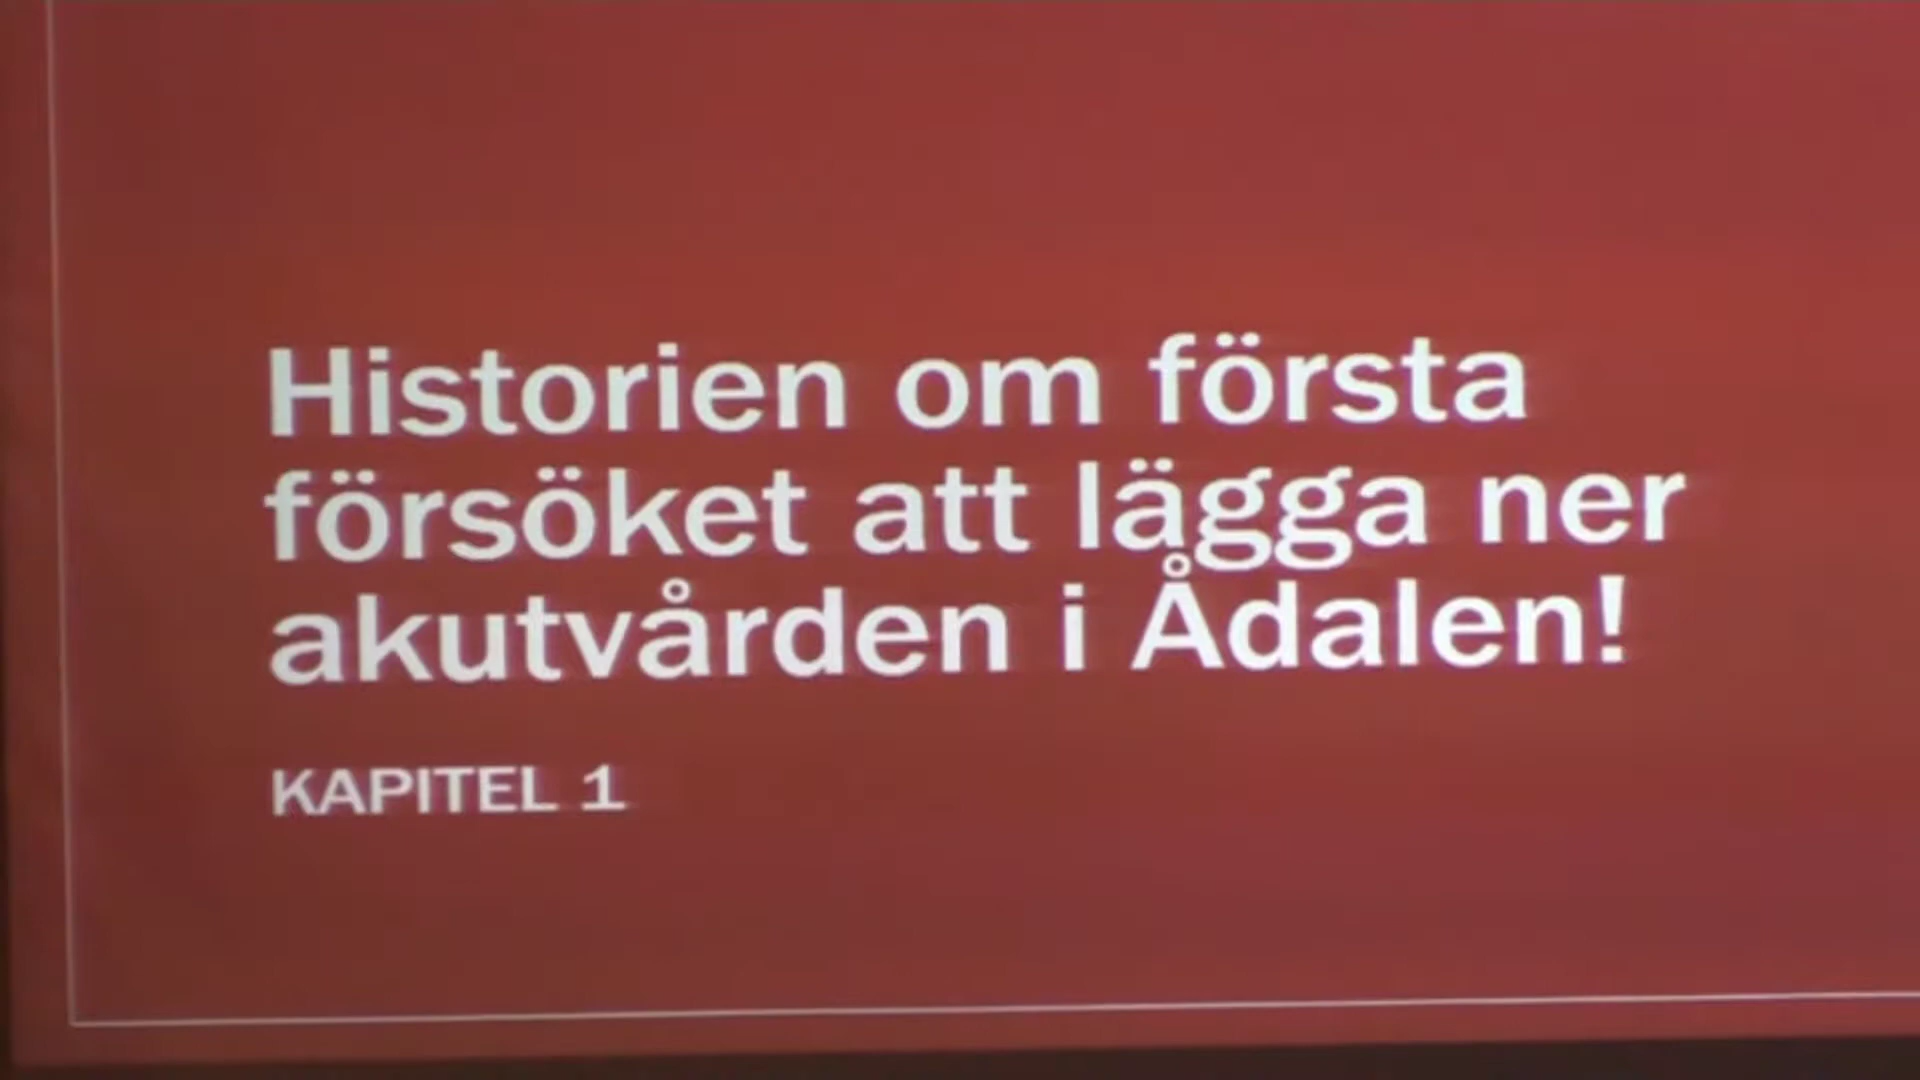 Historien om första
försöket att lägga ner
akutvården i Ådalen!
KAPITEL 1